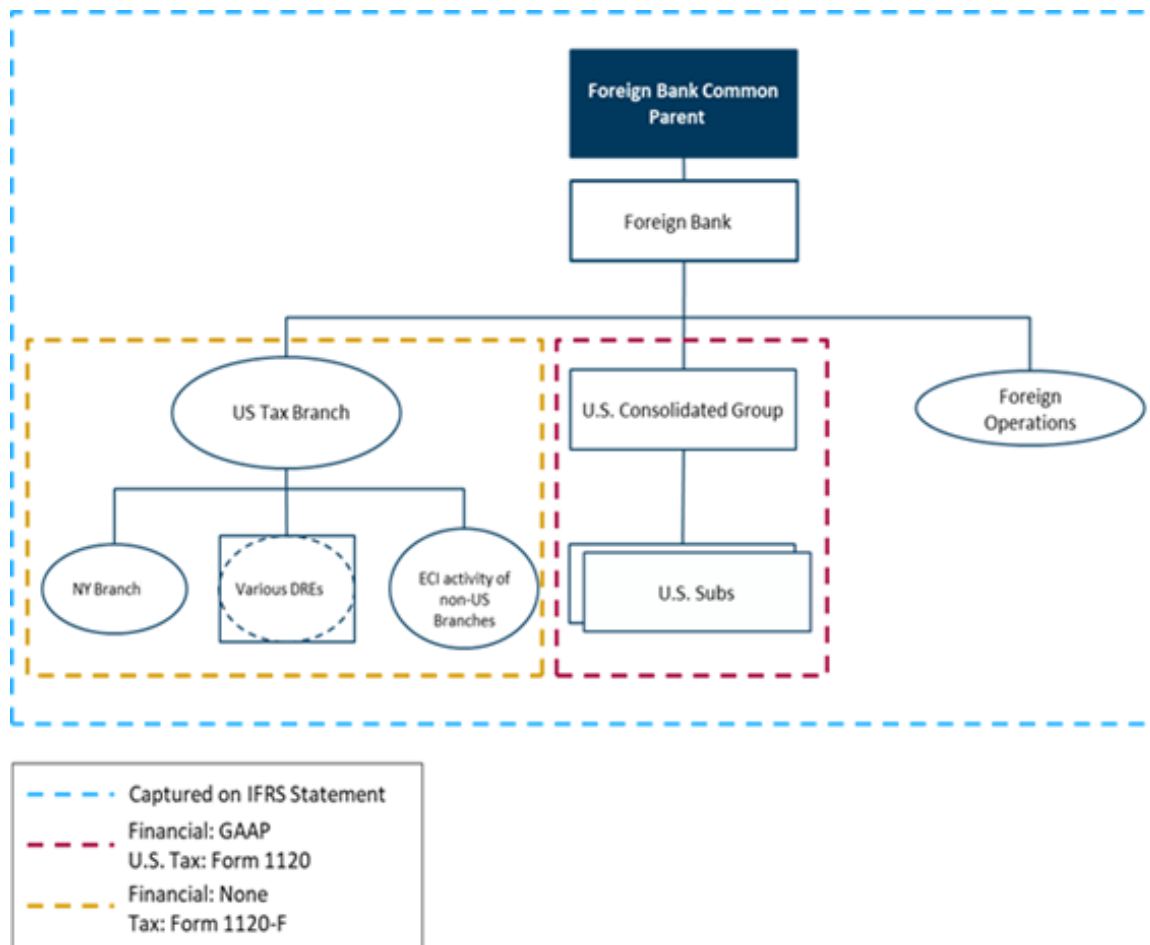 Foreign Bank Common
Parent
Foreign Bank
US Tax Branch
U.S. Consolidated Group
Foreign
Operations
NY Branch
Various DREs
ECI activity of
non-US
Branches
U.S. Subs
Captured on IFRS Statement
Financial: GAAP
U.S. Tax: Form 1120
Financial: None
Tax: Form 1120-F